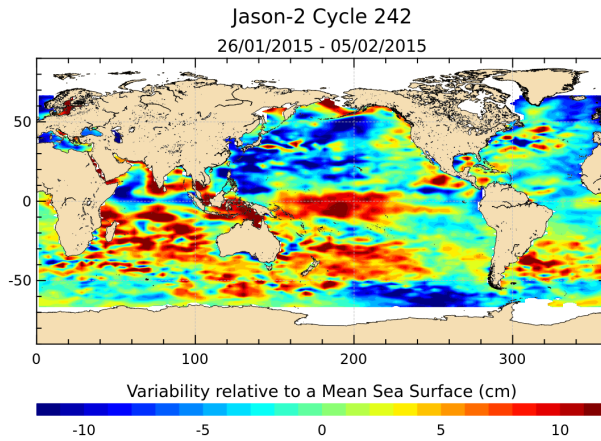 Jason-2 Cycle 242
26/01/2015 - 05/02/2015
50
0
-50
0 100 200 300
Variability relative to a Mean Sea Surface (cm)
-10 -5 0 5 10